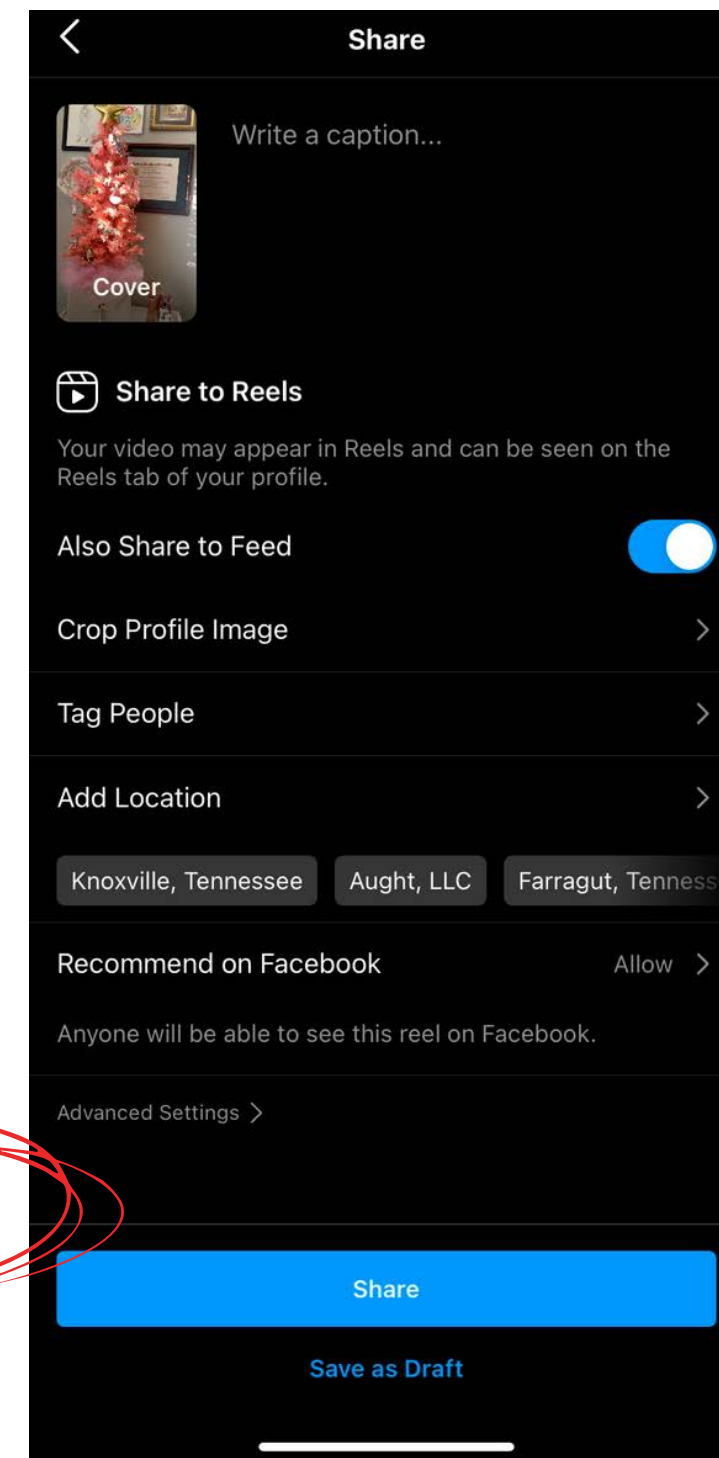 Share
Write a caption...
Cover
Share to Reels
Your video may appear in Reels and can be seen on the
Reels tab of your profile.
Also Share to Feed
Crop Profile Image
Tag People
Add Location
Knoxville, Tennessee Aught, LLC Farragut, Tenness
Recommend on Facebook Allow
Anyone will be able to see this reel on Facebook.
Advanced Settings
Share
Save as Draft